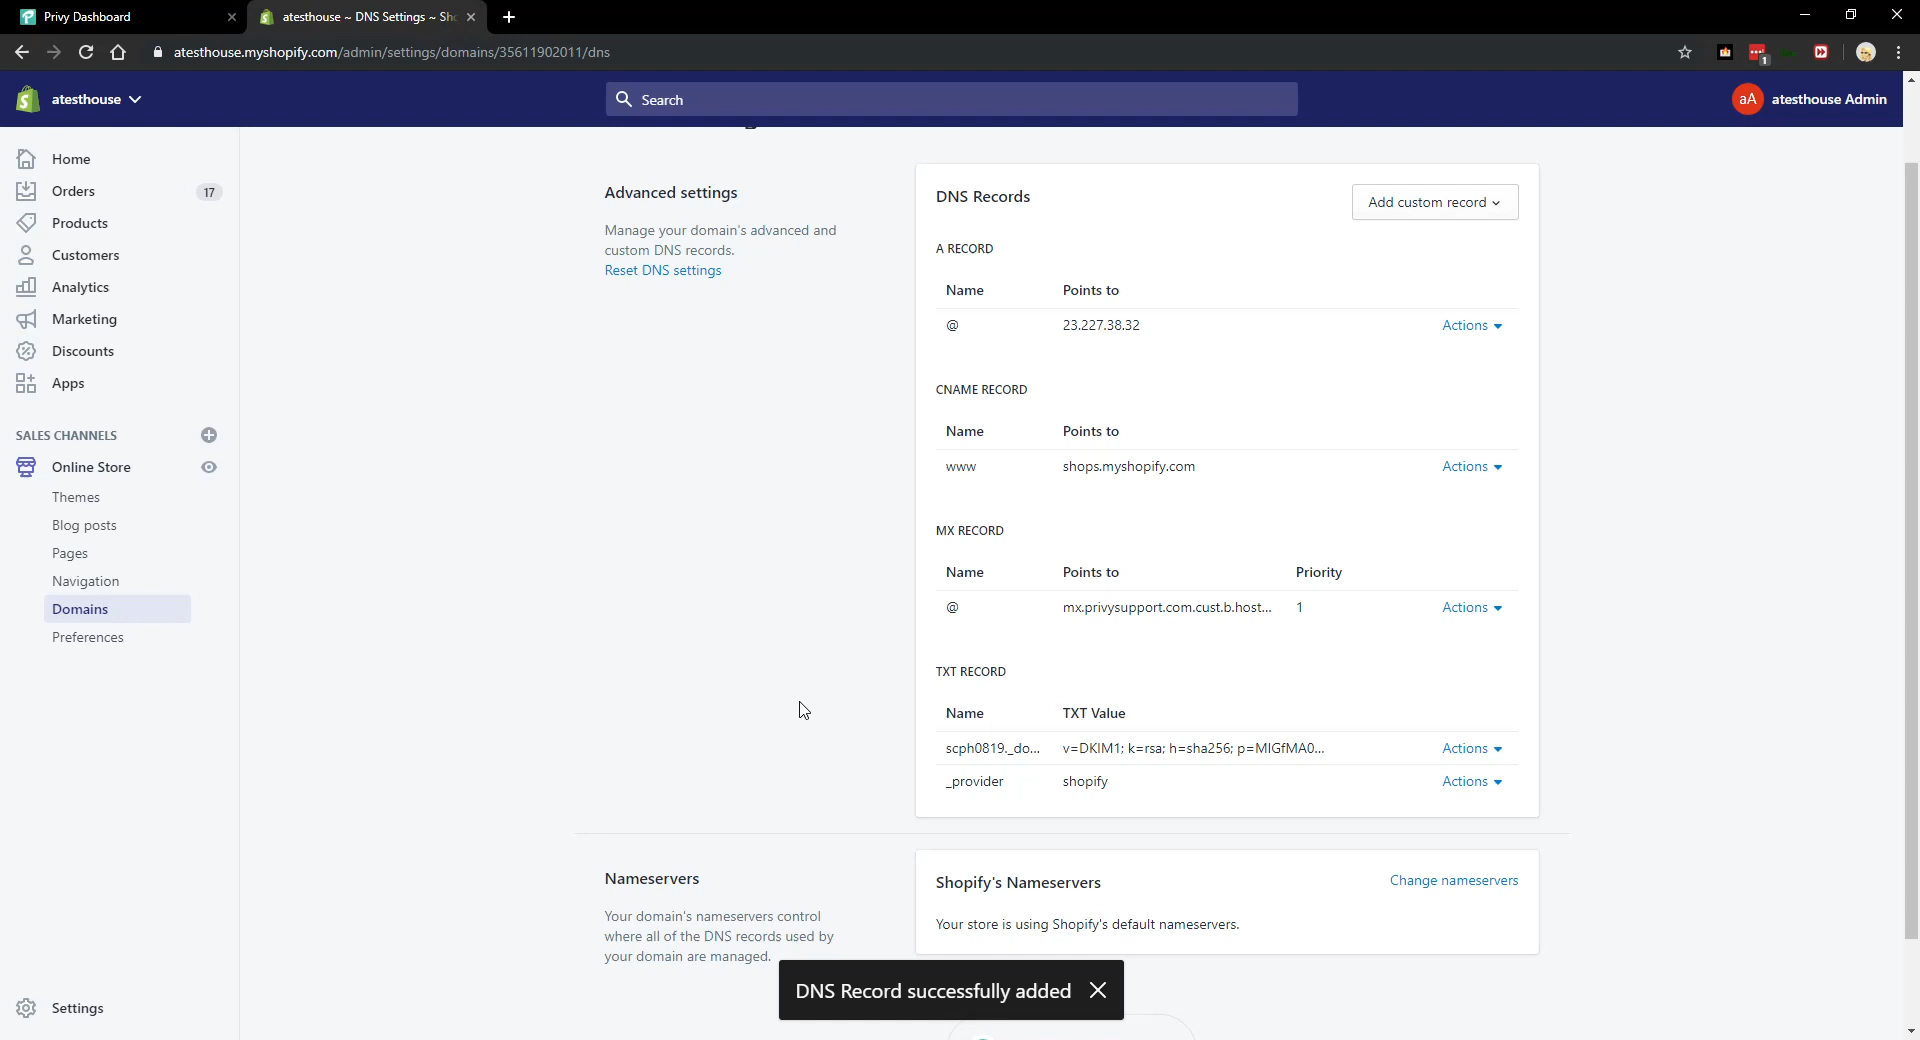 Privy Dashboard
atesthouse ~ DNS Settings ~ Sho
atesthouse.myshopify.com/admin/settings/domains/35611902011/dns
1
atesthouse
Search
aA
atesthouse Admin
Home
Orders 17
Products
Customers
Analytics
Marketing
Discounts
Apps
SALES CHANNELS
Online Store
Themes
Blog posts
Pages
Navigation
Domains
Preferences
Settings
Advanced settings
Manage your domain's advanced and
custom DNS records.
Reset DNS settings
DNS Records
Add custom record
A RECORD
Name Points to
@ 23.227.38.32 Actions
CNAME RECORD
Name Points to
www shops.myshopify.com Actions
MX RECORD
Name Points to Priority
@ mx.privysupport.com.cust.b.host... 1 Actions
TXT RECORD
Name TXT Value
scph0819._do... v=DKIM1; k=rsa; h=sha256; p=MIGfMA0... Actions
_provider shopify Actions
Nameservers
Your domain's nameservers control
where all of the DNS records used by
your domain are managed.
Shopify's Nameservers
Change nameservers
Your store is using Shopify's default nameservers.
DNS Record successfully added